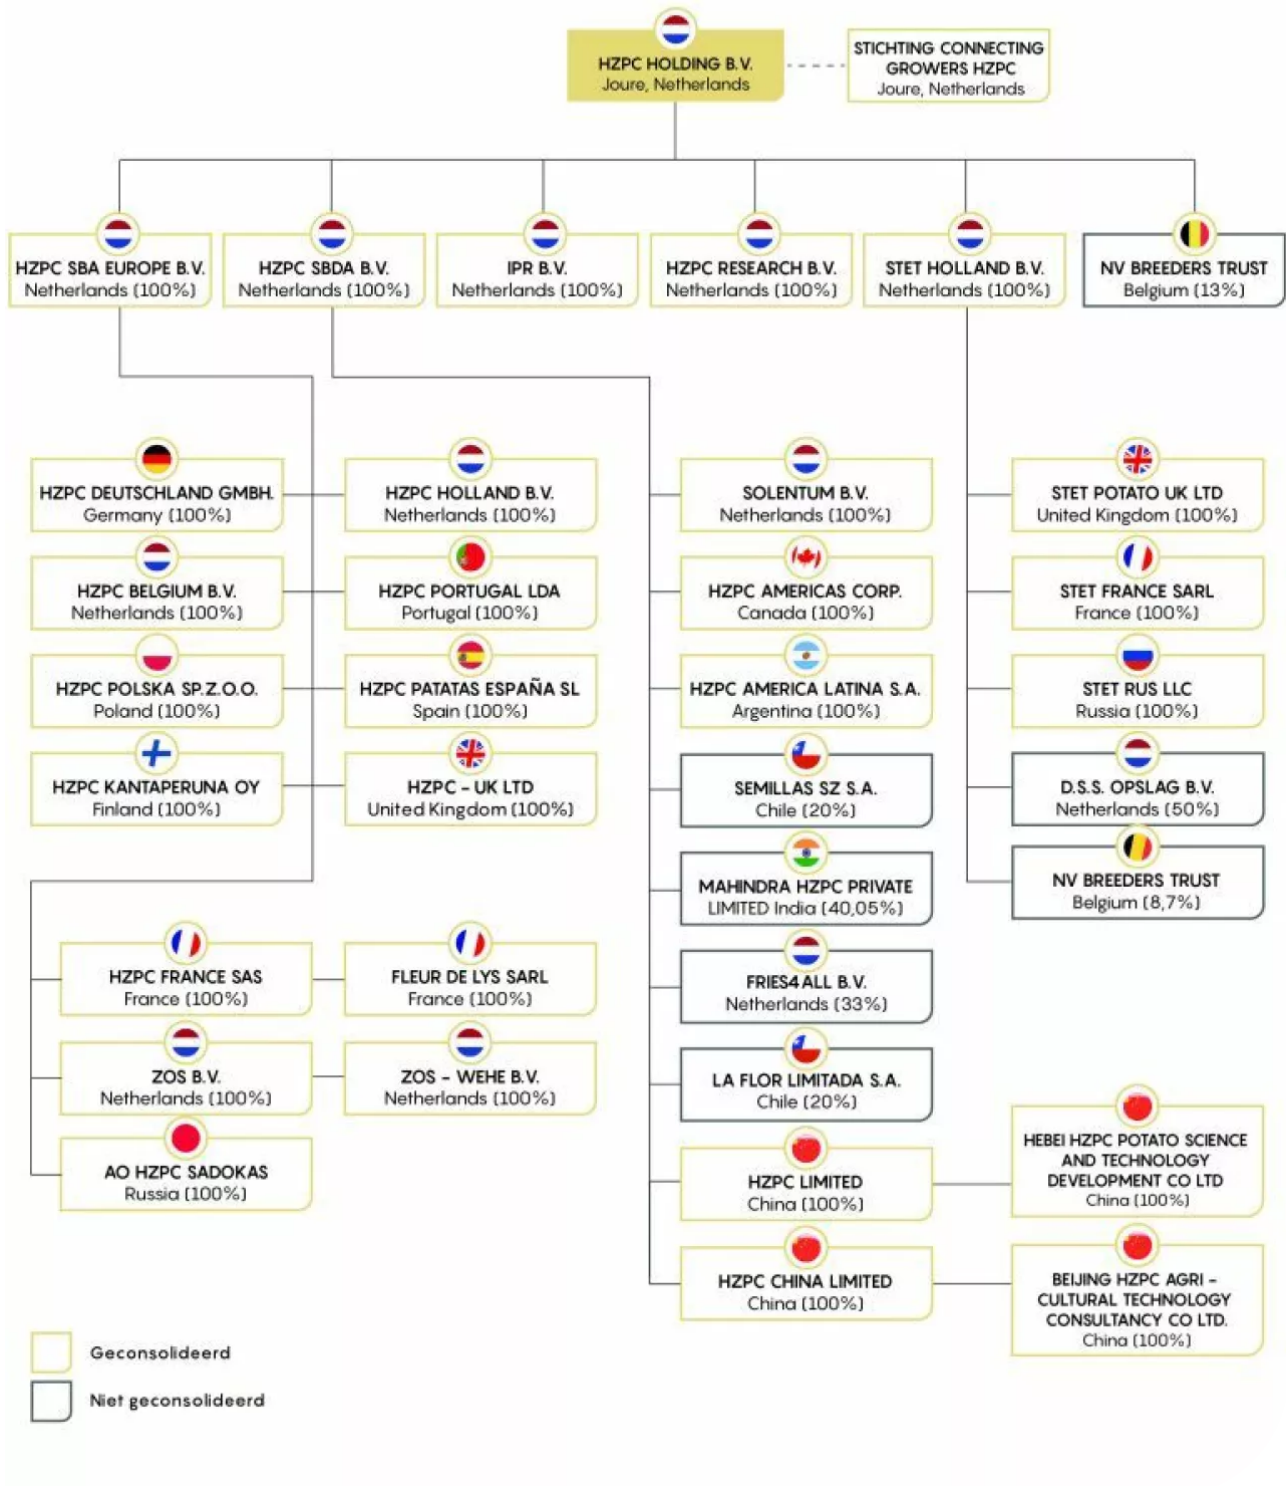 HZPC HOLDING B.V.
Joure, Netherlands
STICHTING CONNECTING
GROWERS HZPC
Joure, Netherlands
HZPC SBA EUROPE B.V.
Netherlands (100%)
HZPC SBDA B.V.
Netherlands (100%)
IPR B.V.
Netherlands (100%)
HZPC RESEARCH B.V.
Netherlands (100%)
STET HOLLAND B.V.
Netherlands (100%)
NV BREEDERS TRUST
Belgium (13%)
HZPC DEUTSCHLAND GMBH.
Germany (100%)
HZPC HOLLAND B.V.
Netherlands (100%)
HZPC BELGIUM B.V.
Netherlands (100%)
HZPC PORTUGAL LDA
Portugal (100%)
HZPC POLSKA SP.Z.O.O.
Poland (100%)
HZPC PATATAS ESPAÑA SL
Spain (100%)
HZPC KANTAPERUNA OY
Finland (100%)
HZPC - UK LTD
United Kingdom (100%)
HZPC FRANCE SAS
France (100%)
FLEUR DE LYS SARL
France (100%)
ZOS B.V.
Netherlands (100%)
ZOS - WEHE B.V.
Netherlands (100%)
AO HZPC SADOKAS
Russia (100%)
SOLENTUM B.V.
Netherlands (100%)
HZPC AMERICAS CORP.
Canada (100%)
HZPC AMERICA LATINA S.A.
Argentina (100%)
SEMILLAS SZ S.A.
Chile (20%)
MAHINDRA HZPC PRIVATE
LIMITED India (40,05%)
FRIES4ALL B.V.
Netherlands (33%)
LA FLOR LIMITADA S.A.
Chile (20%)
HZPC LIMITED
China (100%)
HEBEI HZPC POTATO SCIENCE
AND TECHNOLOGY
DEVELOPMENT CO LTD
China (100%)
HZPC CHINA LIMITED
China (100%)
BEIJING HZPC AGRI -
CULTURAL TECHNOLOGY
CONSULTANCY CO LTD.
China (100%)
STET POTATO UK LTD
United Kingdom (100%)
STET FRANCE SARL
France (100%)
STET RUS LLC
Russia (100%)
D.S.S. OPSLAG B.V.
Netherlands (50%)
NV BREEDERS TRUST
Belgium (8,7%)
Geconsolideerd
Niet geconsolideerd